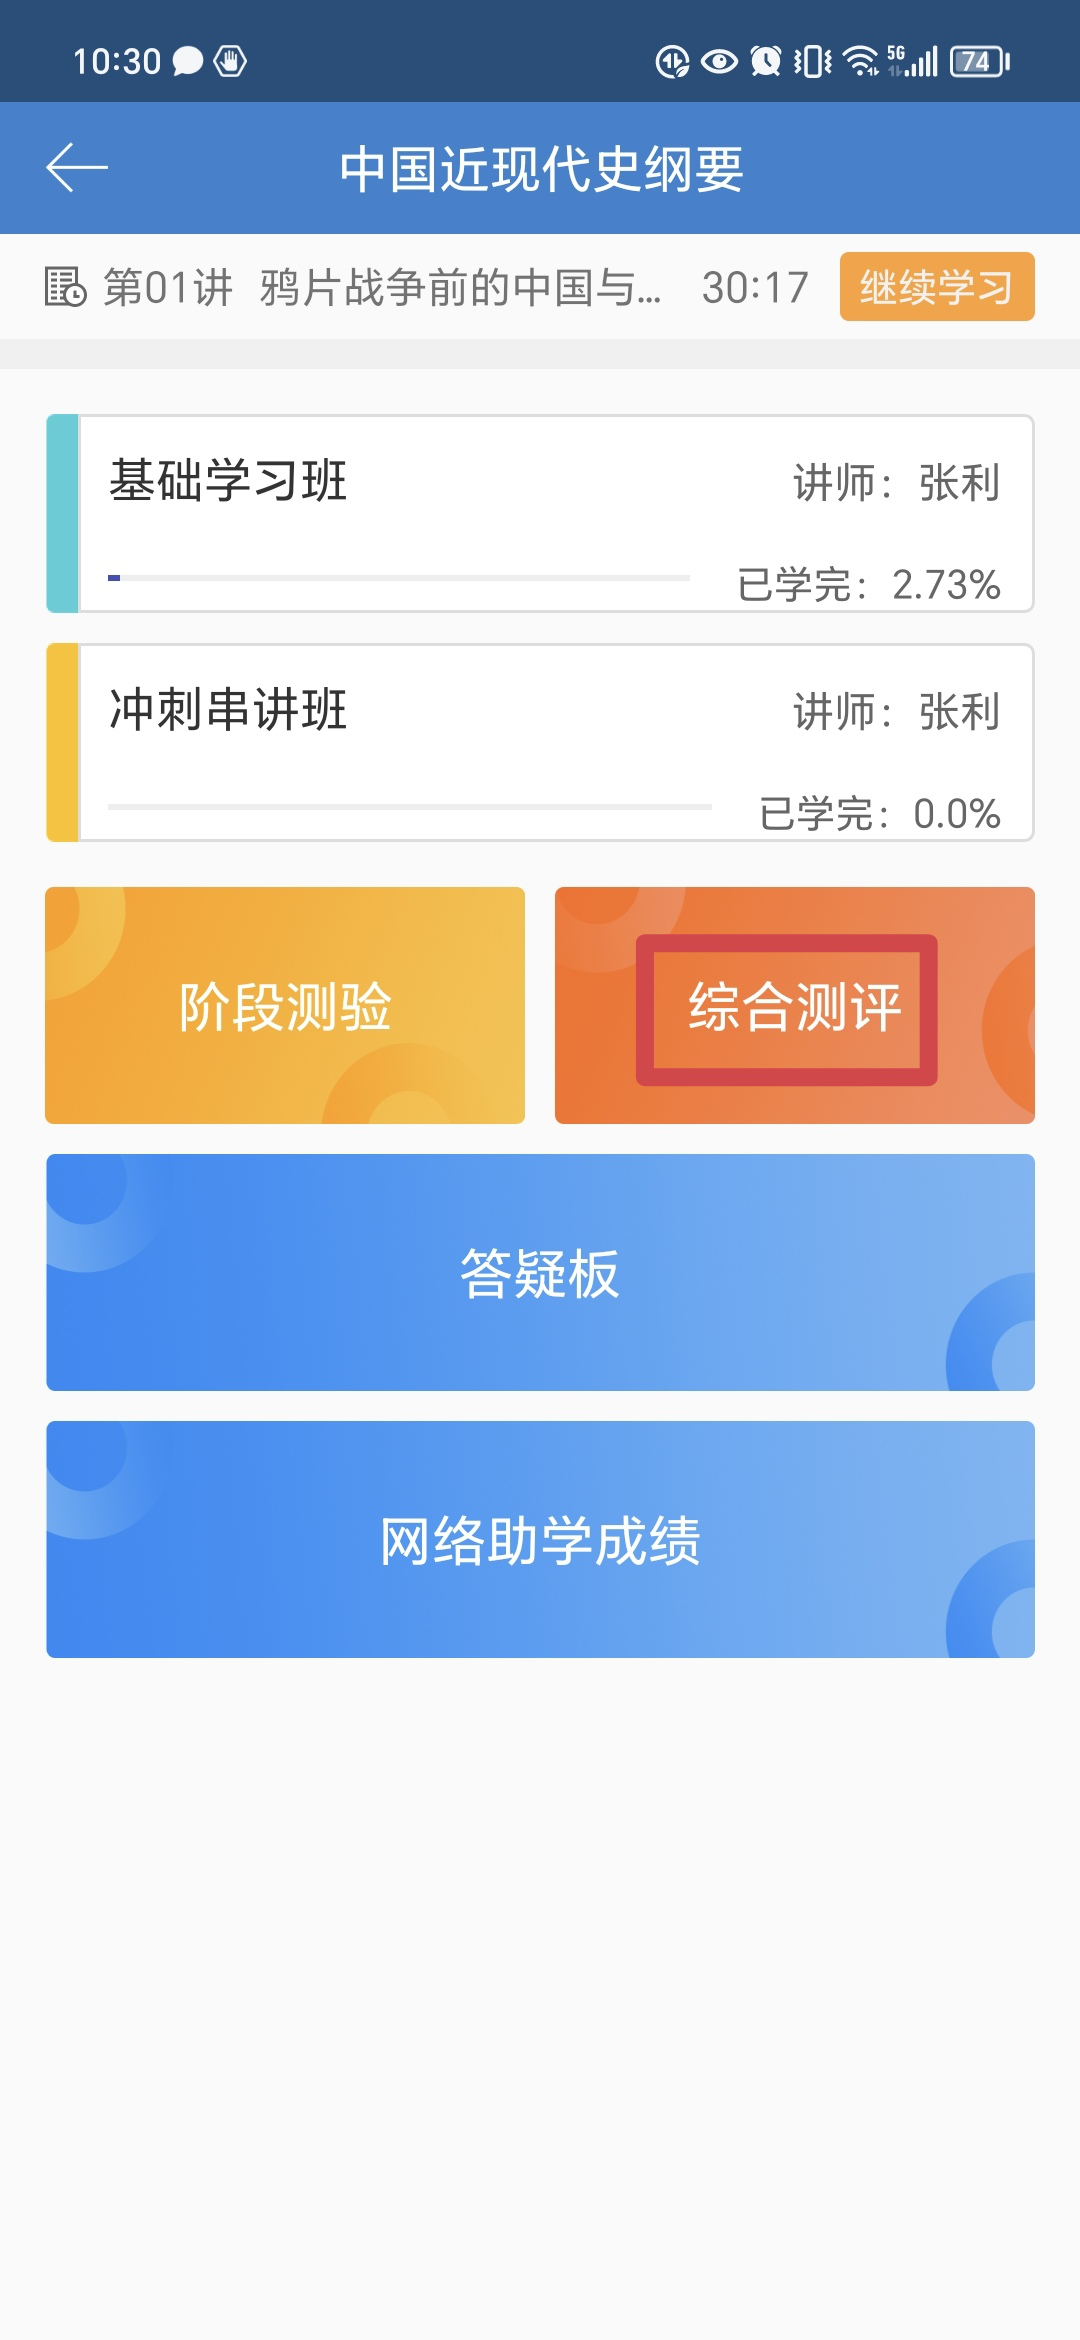 10:30 5G 74
中国近现代史纲要
第01讲 鸦片战争前的中国与... 30:17 继续学习
基础学习班 讲师：张利
已学完：2.73%
冲刺串讲班 讲师：张利
已学完：0.0%
阶段测验 综合测评
答疑板
网络助学成绩